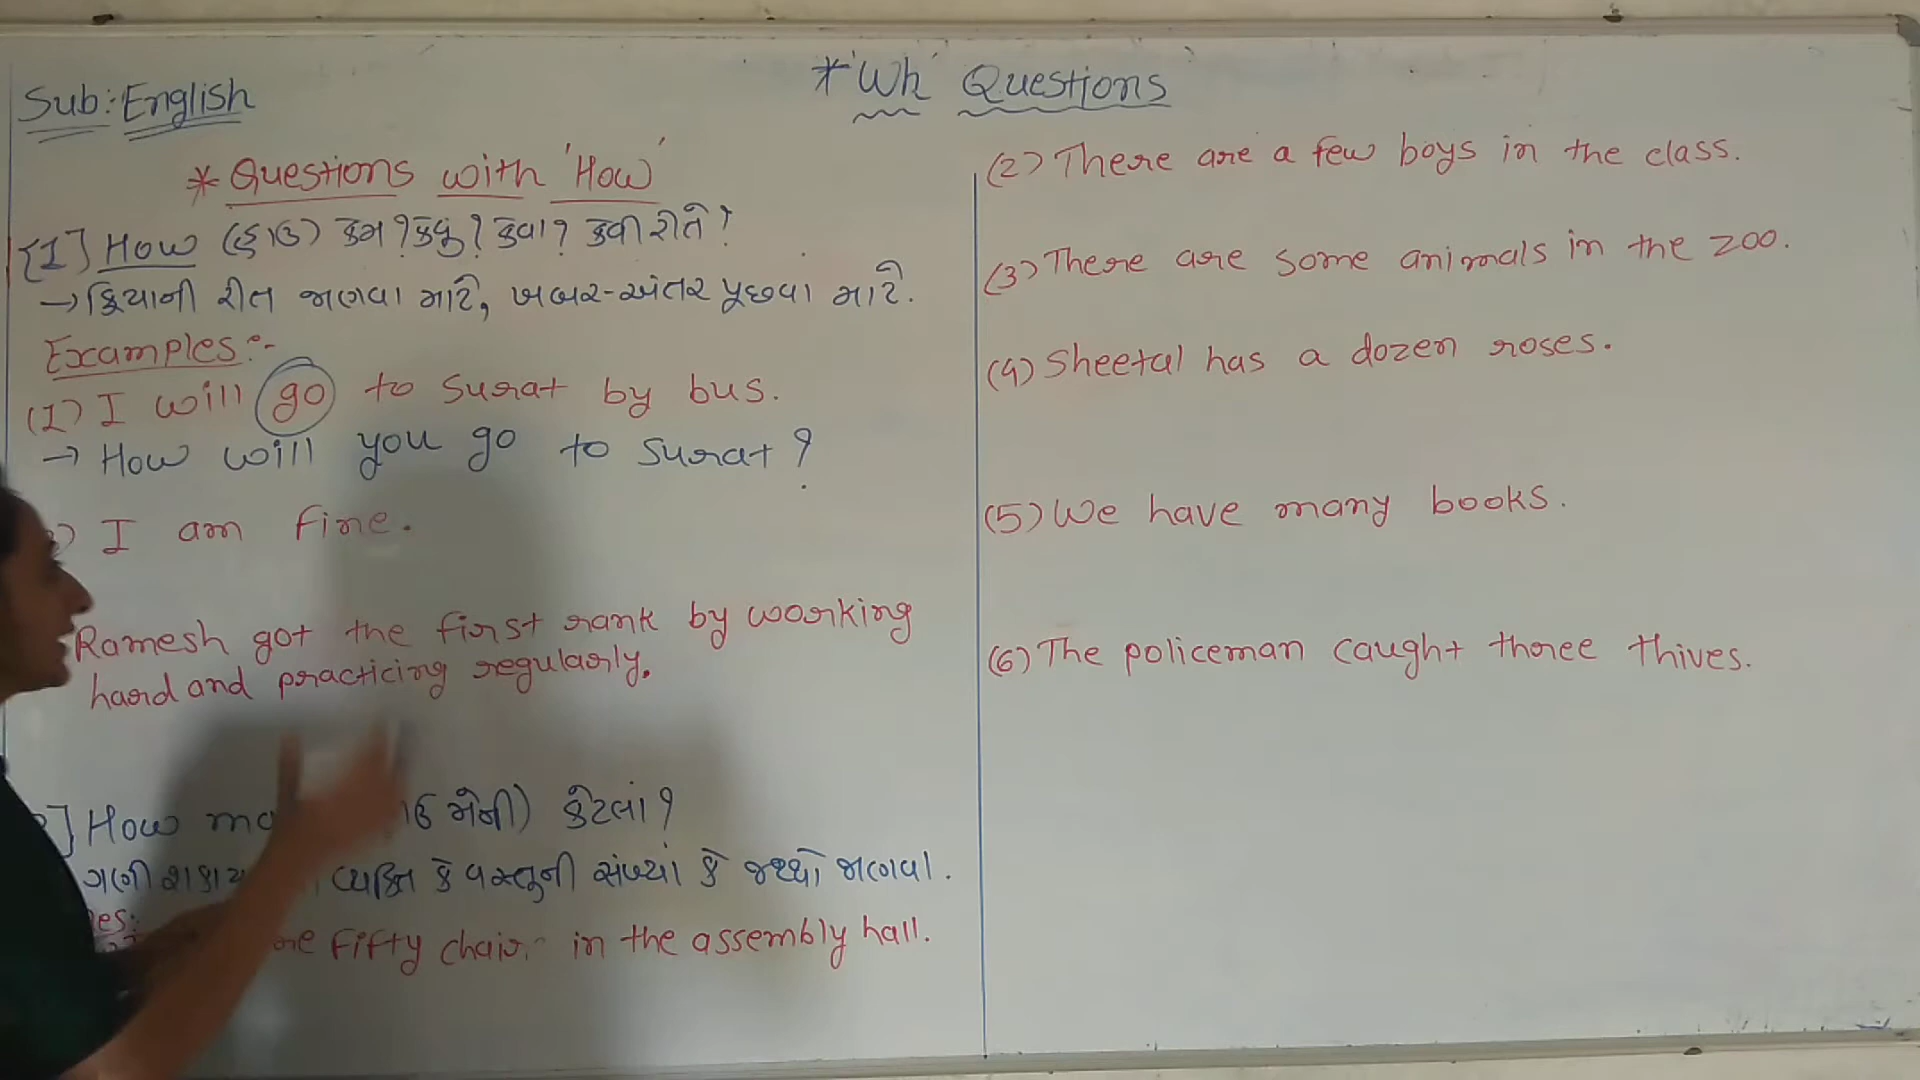 Sub: English
* 'Wh' Questions
* Questions with 'How'
[1] How (હાઉ) કેમ? કેવું? કેવા? કેવી રીતે?
→ ક્રિયાની રીત જાણવા માટે, ખબર-અંતર પૂછવા માટે.
Examples:-
(1) I will go to Surat by bus.
→ How will you go to Surat?
I am fine.
Ramesh got the first rank by working
hard and practicing regularly.
] How મેની) કેટલાં?
વ્યક્તિ કે વસ્તુની સંખ્યા કે જથ્થો જાણવા.
es:
fifty chair in the assembly hall.
(2) There are a few boys in the class.
(3) There are some animals in the zoo.
(4) Sheetal has a dozen roses.
(5) We have many books.
(6) The policeman caught three thives.